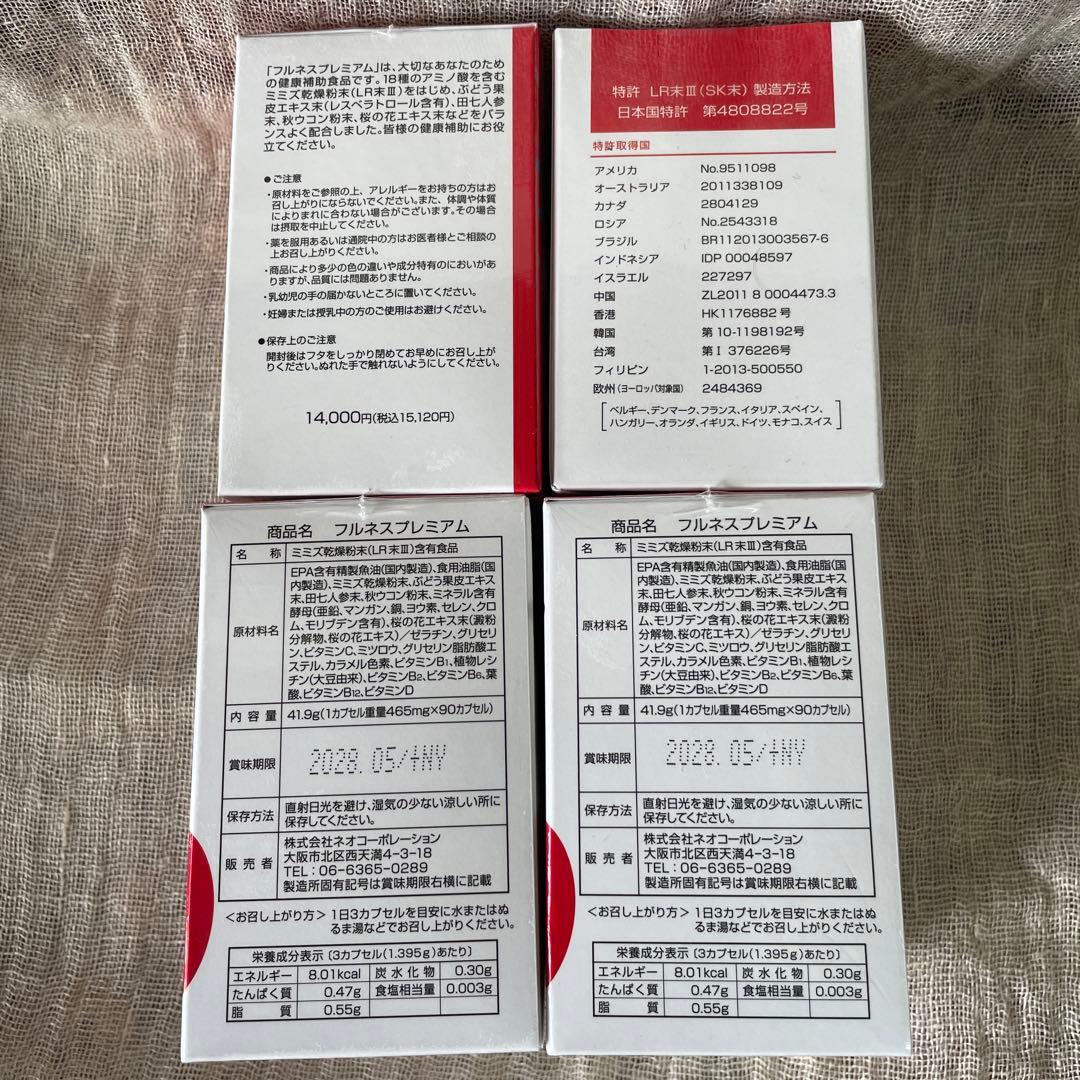 「フルネスプレミアム」は、大切なあなたのため
の健康補助食品です。18種のアミノ酸を含む
ミミズ乾燥粉末(LR末Ⅲ)をはじめ、ぶどう果
皮エキス末(レスベラトロール含有)、田七人参
末、秋ウコン粉末、桜の花エキス末などをバラ
ンスよく配合しました。皆様の健康補助にお役
立てください。
●ご注意
・原材料をご参照の上、アレルギーをお持ちの方はお
召し上がりにならないでください。また、体調や体質
によりまれに合わない場合がございます。その場合
は摂取を中止してください。
・薬を服用あるいは通院中の方はお医者様とご相談の
上お召し上がりください。
・商品により多少の色の違いや成分特有のにおいがあ
りますが、品質には問題ありません。
・乳幼児の手の届かないところに置いてください。
・妊婦または授乳中の方のご使用はお避けください。
●保存上のご注意
開封後はフタをしっかり閉めてお早めにお召し上が
りください。ぬれた手で触れないようにしてください。
14,000円(税込15,120円)
特許 LR末Ⅲ(SK末) 製造方法
日本国特許 第4808822号
特許取得国
アメリカ No.9511098
オーストラリア 2011338109
カナダ 2804129
ロシア No.2543318
ブラジル BR112013003567-6
インドネシア IDP 00048597
イスラエル 227297
中国 ZL2011 8 0004473.3
香港 HK1176882号
韓国 第10-1198192号
台湾 第Ⅰ 376226号
フィリピン 1-2013-500550
欧州(ヨーロッパ対象国) 2484369
[ベルギー、デンマーク、フランス、イタリア、スペイン、
ハンガリー、オランダ、イギリス、ドイツ、モナコ、スイス]
商品名 フルネスプレミアム
名称 ミミズ乾燥粉末(LR末Ⅲ)含有食品
原材料名 EPA含有精製魚油(国内製造)、食用油脂(国
内製造)、ミミズ乾燥粉末、ぶどう果皮エキス
末、田七人参末、秋ウコン粉末、ミネラル含有
酵母(亜鉛、マンガン、銅、ヨウ素、セレン、クロ
ム、モリブデン含有)、桜の花エキス末(澱粉
分解物、桜の花エキス)/ゼラチン、グリセリ
ン、ビタミンC、ミツロウ、グリセリン脂肪酸エ
ステル、カラメル色素、ビタミンB1、植物レシ
チン(大豆由来)、ビタミンB2、ビタミンB6、葉
酸、ビタミンB12、ビタミンD
内容量 41.9g(1カプセル重量465mg×90カプセル)
賞味期限 2028.05/+NY
保存方法 直射日光を避け、湿気の少ない涼しい所に
保存してください。
販売者 株式会社ネオコーポレーション
大阪市北区西天満4-3-18
TEL:06-6365-0289
製造所固有記号は賞味期限右横に記載
<お召し上がり方> 1日3カプセルを目安に水またはぬ
るま湯などでお召し上がりください。
栄養成分表示 〔3カプセル(1.395g)あたり〕
エネルギー 8.01kcal 炭水化物 0.30g
たんぱく質 0.47g 食塩相当量 0.003g
脂質 0.55g
商品名 フルネスプレミアム
名称 ミミズ乾燥粉末(LR末Ⅲ)含有食品
原材料名 EPA含有精製魚油(国内製造)、食用油脂(国
内製造)、ミミズ乾燥粉末、ぶどう果皮エキス
末、田七人参末、秋ウコン粉末、ミネラル含有
酵母(亜鉛、マンガン、銅、ヨウ素、セレン、クロ
ム、モリブデン含有)、桜の花エキス末(澱粉
分解物、桜の花エキス)/ゼラチン、グリセリ
ン、ビタミンC、ミツロウ、グリセリン脂肪酸エ
ステル、カラメル色素、ビタミンB1、植物レシ
チン(大豆由来)、ビタミンB2、ビタミンB6、葉
酸、ビタミンB12、ビタミンD
内容量 41.9g(1カプセル重量465mg×90カプセル)
賞味期限 2028.05/+NY
保存方法 直射日光を避け、湿気の少ない涼しい所に
保存してください。
販売者 株式会社ネオコーポレーション
大阪市北区西天満4-3-18
TEL:06-6365-0289
製造所固有記号は賞味期限右横に記載
<お召し上がり方> 1日3カプセルを目安に水またはぬ
るま湯などでお召し上がりください。
栄養成分表示 〔3カプセル(1.395g)あたり〕
エネルギー 8.01kcal 炭水化物 0.30g
たんぱく質 0.47g 食塩相当量 0.003g
脂質 0.55g